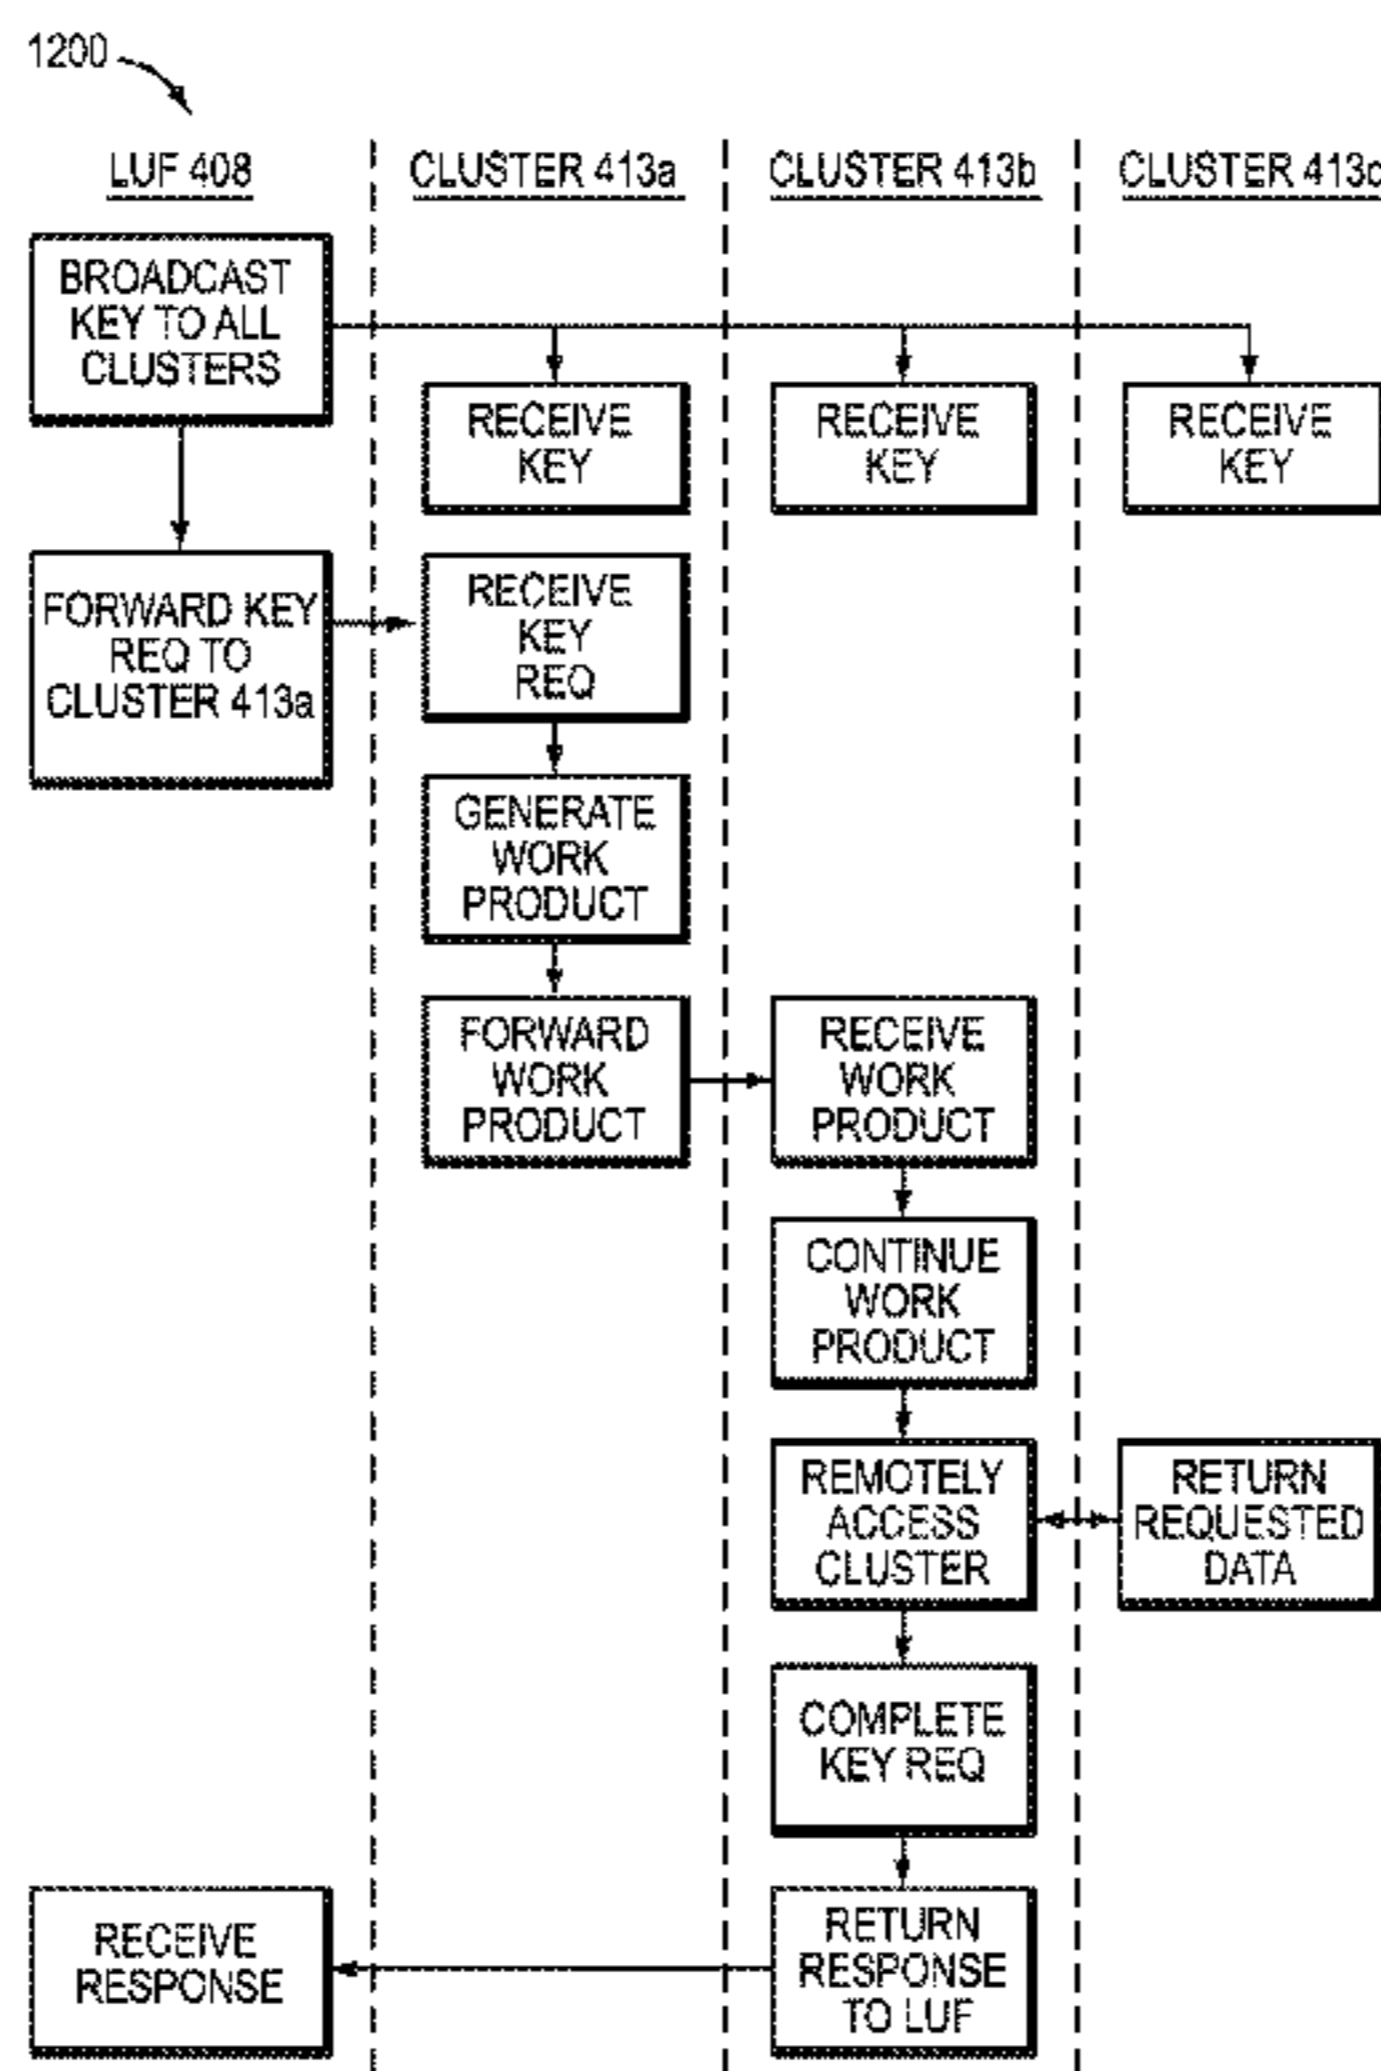 1200
LUF 408
CLUSTER 413a
CLUSTER 413b
CLUSTER 413c
BROADCAST
KEY TO ALL
CLUSTERS
RECEIVE
KEY
RECEIVE
KEY
RECEIVE
KEY
FORWARD KEY
REQ TO
CLUSTER 413a
RECEIVE
KEY
REQ
GENERATE
WORK
PRODUCT
FORWARD
WORK
PRODUCT
RECEIVE
WORK
PRODUCT
CONTINUE
WORK
PRODUCT
REMOTELY
ACCESS
CLUSTER
RETURN
REQUESTED
DATA
COMPLETE
KEY REQ
RETURN
RESPONSE
TO LUF
RECEIVE
RESPONSE